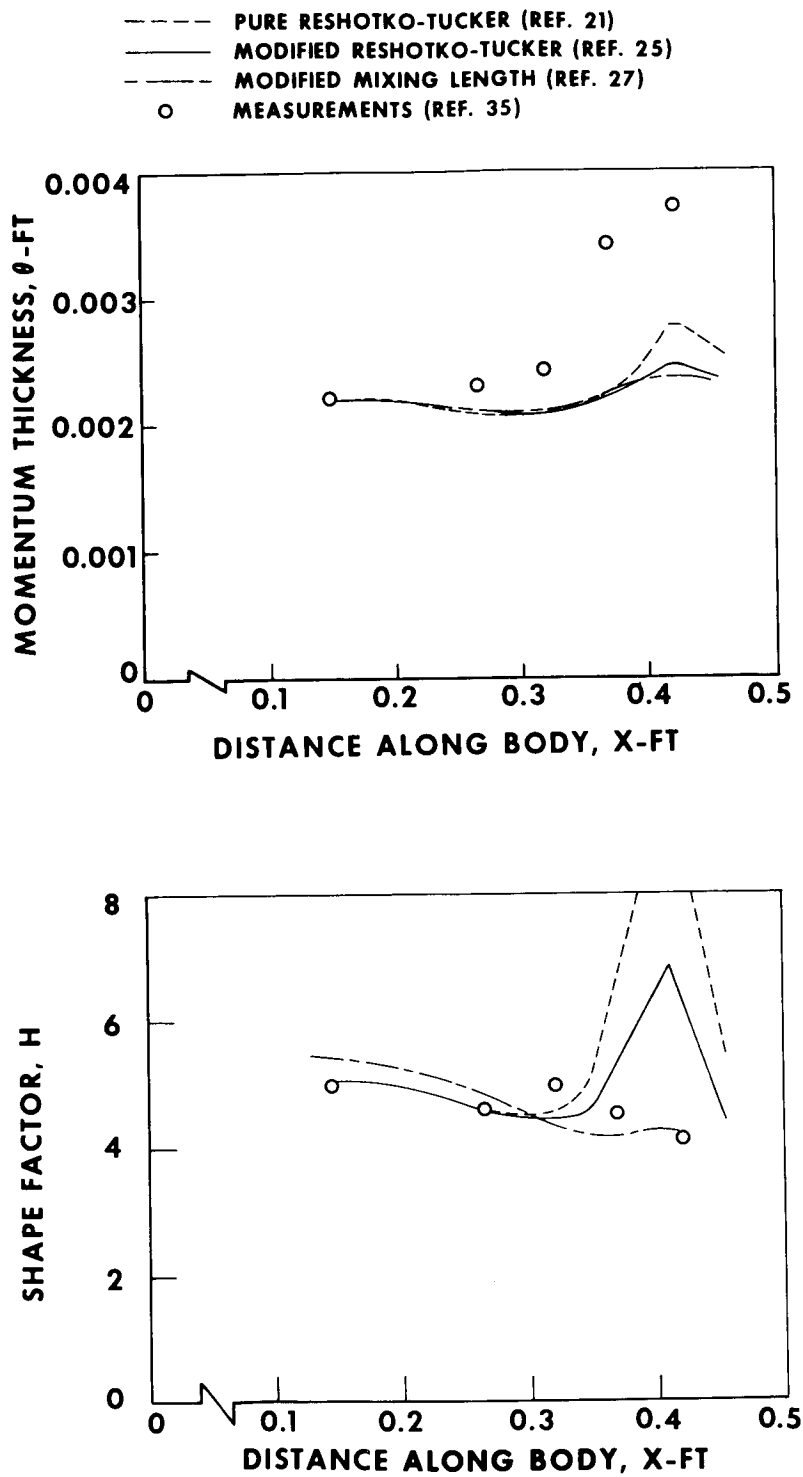 PURE RESHOTKO-TUCKER (REF. 21)
MODIFIED RESHOTKO-TUCKER (REF. 25)
MODIFIED MIXING LENGTH (REF. 27)
MEASUREMENTS (REF. 35)
MOMENTUM THICKNESS, θ-FT
0.004
0.003
0.002
0.001
0
0 0.1 0.2 0.3 0.4 0.5
DISTANCE ALONG BODY, X-FT
SHAPE FACTOR, H
8
6
4
2
0
0 0.1 0.2 0.3 0.4 0.5
DISTANCE ALONG BODY, X-FT